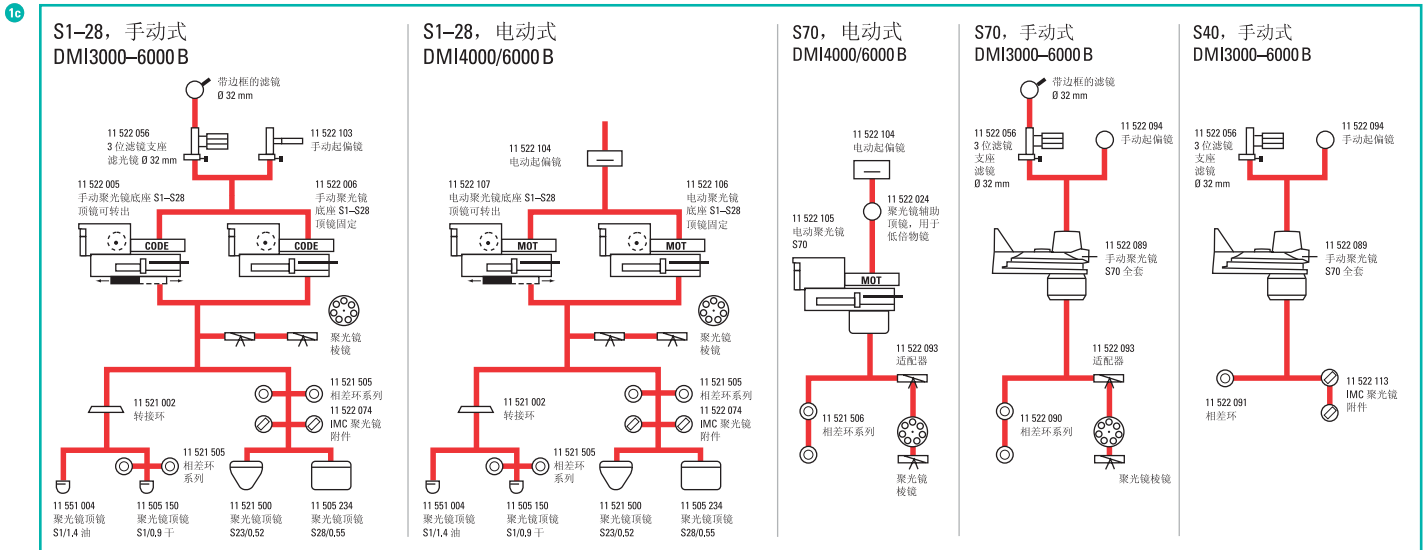 1c
S1–28，手动式
DMI3000–6000 B
带边框的滤镜
Ø 32 mm
11 522 056
3 位滤镜支座
滤光镜 Ø 32 mm
11 522 103
手动起偏镜
11 522 005
手动聚光镜底座 S1–S28
顶镜可转出
11 522 006
手动聚光镜
底座 S1–S28
顶镜固定
CODE
CODE
聚光镜
棱镜
11 521 002
转接环
11 521 505
相差环系列
11 522 074
IMC 聚光镜
附件
11 521 505
相差环
系列
11 551 004
聚光镜顶镜
S1/1,4 油
11 505 150
聚光镜顶镜
S1/0,9 干
11 521 500
聚光镜顶镜
S23/0,52
11 505 234
聚光镜顶镜
S28/0,55
S1–28，电动式
DMI4000/6000 B
11 522 104
电动起偏镜
11 522 107
电动聚光镜底座 S1–S28
顶镜可转出
11 522 106
电动聚光镜
底座 S1–S28
顶镜固定
MOT
MOT
聚光镜
棱镜
11 521 002
转接环
11 521 505
相差环系列
11 522 074
IMC 聚光镜
附件
11 521 505
相差环
系列
11 551 004
聚光镜顶镜
S1/1,4 油
11 505 150
聚光镜顶镜
S1/0,9 干
11 521 500
聚光镜顶镜
S23/0,52
11 505 234
聚光镜顶镜
S28/0,55
S70，电动式
DMI4000/6000 B
11 522 104
电动起偏镜
11 522 024
聚光镜辅助
顶镜，用于
低倍物镜
11 522 105
电动聚光镜
S70
MOT
11 522 093
适配器
11 521 506
相差环系列
聚光镜
棱镜
S70，手动式
DMI3000–6000 B
带边框的滤镜
Ø 32 mm
11 522 056
3 位滤镜
支座
滤镜
Ø 32 mm
11 522 094
手动起偏镜
11 522 089
手动聚光镜
S70 全套
11 522 093
适配器
11 522 090
相差环系列
聚光镜棱镜
S40，手动式
DMI3000–6000 B
11 522 056
3 位滤镜
支座
滤镜
Ø 32 mm
11 522 094
手动起偏镜
11 522 089
手动聚光镜
S70 全套
11 522 091
相差环
11 522 113
IMC 聚光镜
附件